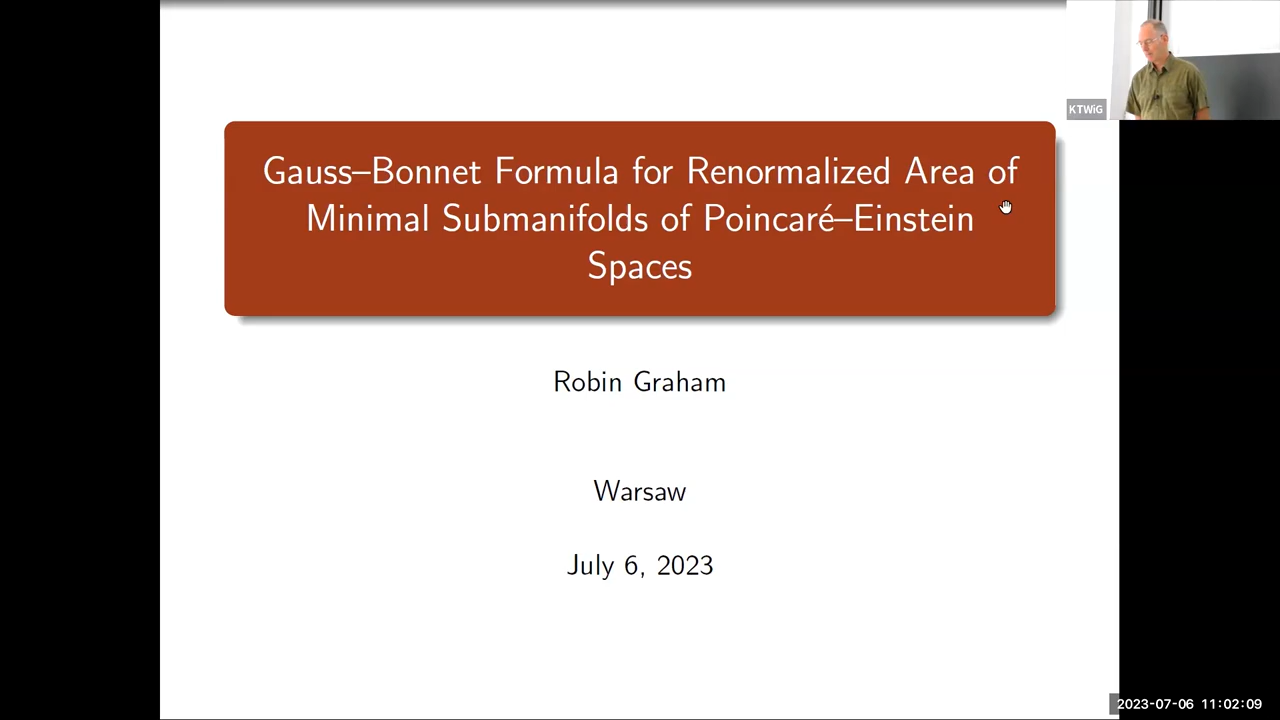 KTWiG
Gauss–Bonnet Formula for Renormalized Area of
Minimal Submanifolds of Poincaré–Einstein
Spaces
Robin Graham
Warsaw
July 6, 2023
2023-07-06 11:02:09